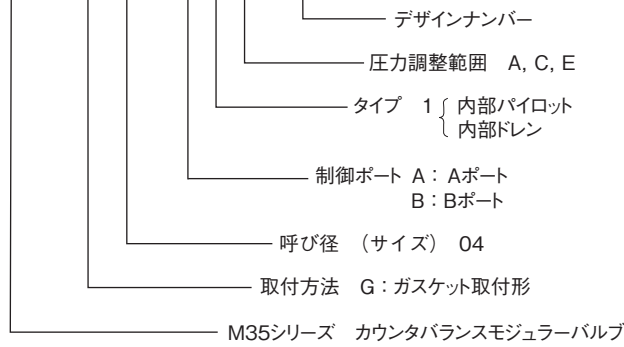 デザインナンバー
圧力調整範囲 A, C, E
タイプ 1 { 内部パイロット
内部ドレン
制御ポート A : Aポート
B : Bポート
呼び径 (サイズ) 04
取付方法 G : ガスケット取付形
M35シリーズ カウンタバランスモジュラーバルブ